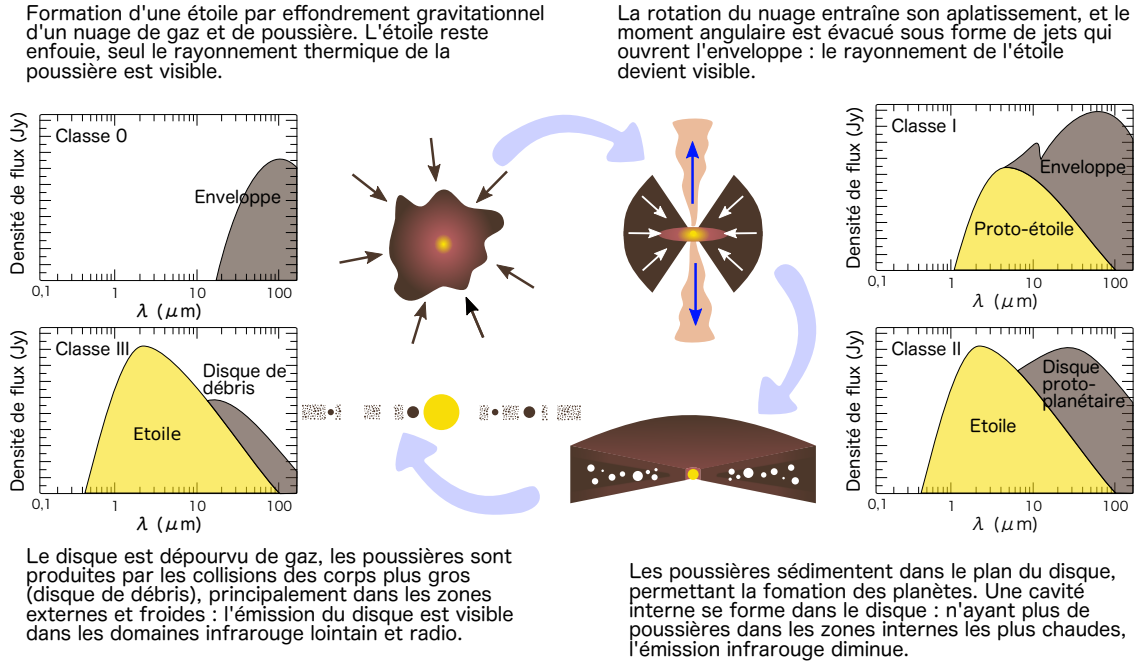 Formation d'une étoile par effondrement gravitationnel
d'un nuage de gaz et de poussière. L'étoile reste
enfouie, seul le rayonnement thermique de la
poussière est visible.
La rotation du nuage entraîne son aplatissement, et le
moment angulaire est évacué sous forme de jets qui
ouvrent l'enveloppe : le rayonnement de l'étoile
devient visible.
Densité de flux (Jy)
Classe 0
Enveloppe
0,1 1 10 100
λ (μm)
Densité de flux (Jy)
Classe I
Enveloppe
Proto-étoile
0,1 1 10 100
λ (μm)
Densité de flux (Jy)
Classe III
Disque de
débris
Etoile
0,1 1 10 100
λ (μm)
Densité de flux (Jy)
Classe II
Disque
proto-
planétaire
Etoile
0,1 1 10 100
λ (μm)
Le disque est dépourvu de gaz, les poussières sont
produites par les collisions des corps plus gros
(disque de débris), principalement dans les zones
externes et froides : l'émission du disque est visible
dans les domaines infrarouge lointain et radio.
Les poussières sédimentent dans le plan du disque,
permettant la fomation des planètes. Une cavité
interne se forme dans le disque : n'ayant plus de
poussières dans les zones internes les plus chaudes,
l'émission infrarouge diminue.